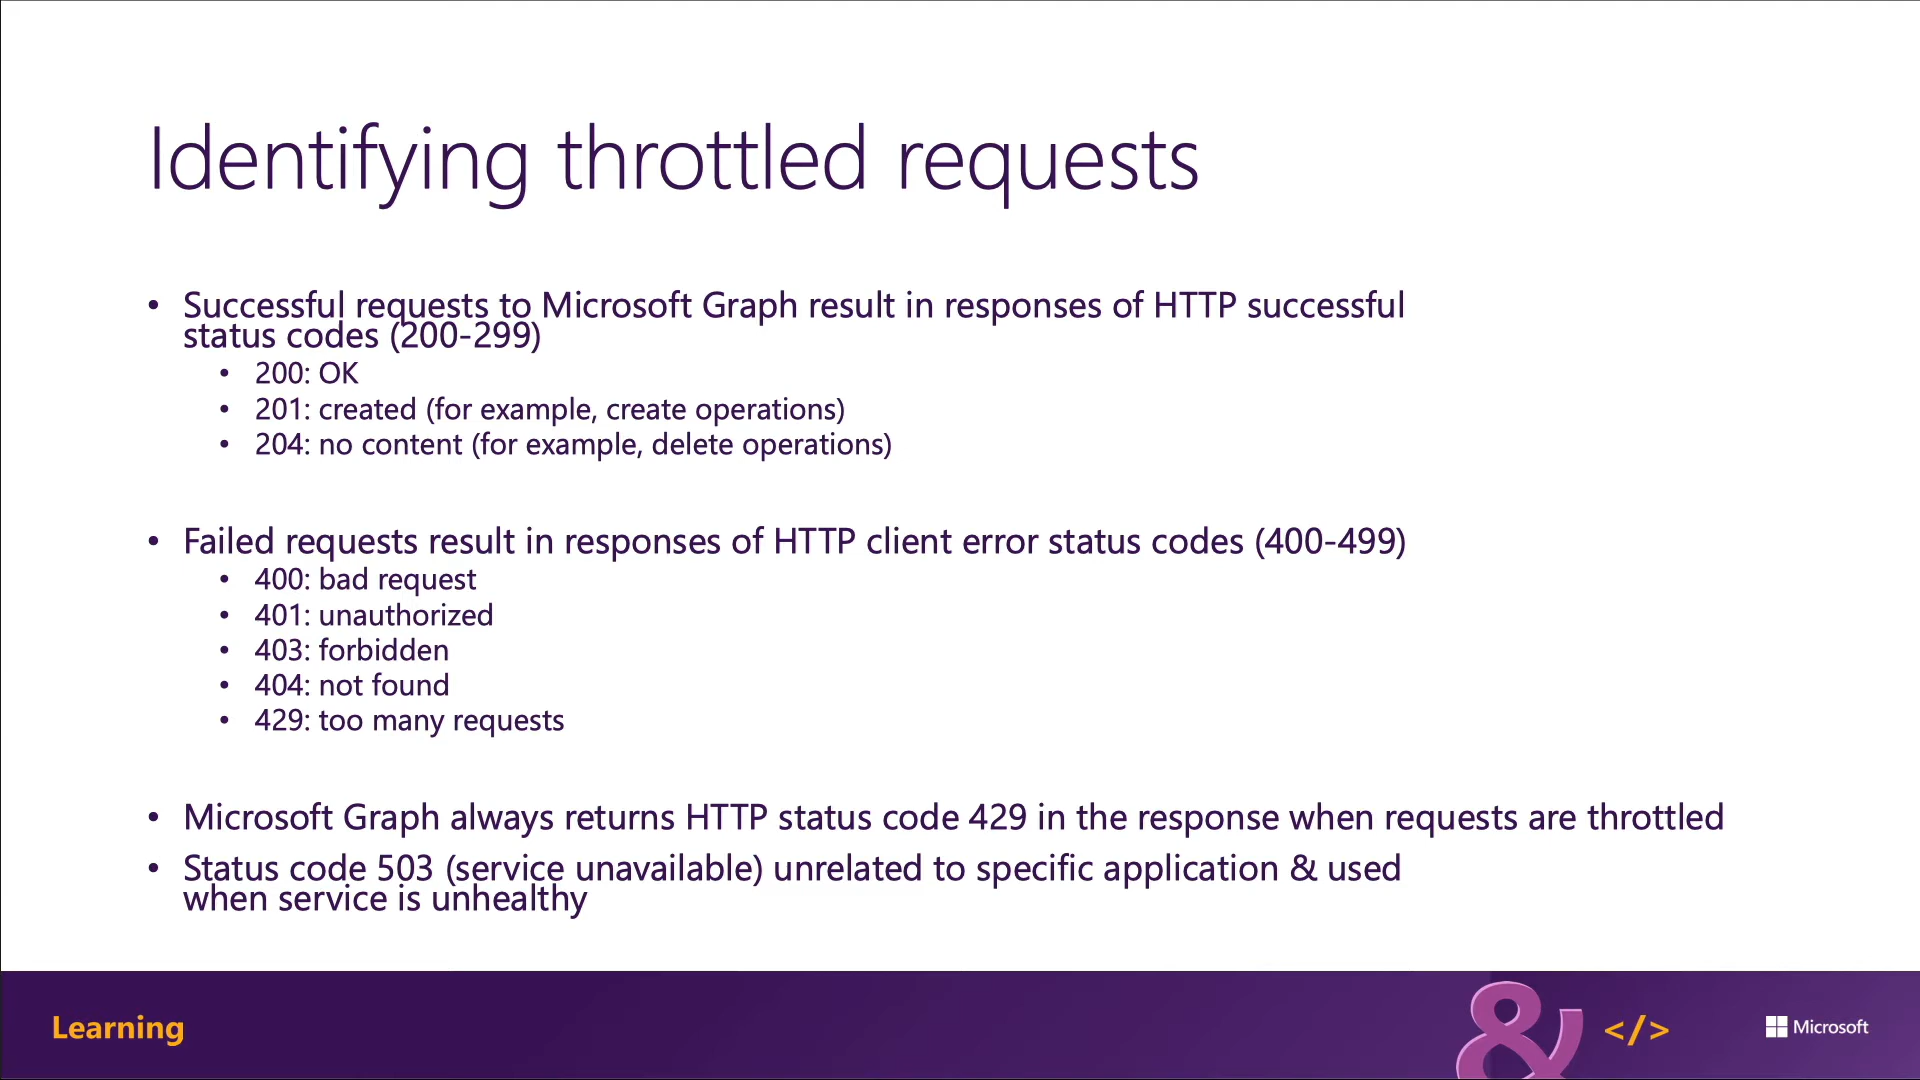 Identifying throttled requests
• Successful requests to Microsoft Graph result in responses of HTTP successful
status codes (200-299)
• 200: OK
• 201: created (for example, create operations)
• 204: no content (for example, delete operations)
• Failed requests result in responses of HTTP client error status codes (400-499)
• 400: bad request
• 401: unauthorized
• 403: forbidden
• 404: not found
• 429: too many requests
• Microsoft Graph always returns HTTP status code 429 in the response when requests are throttled
• Status code 503 (service unavailable) unrelated to specific application & used
when service is unhealthy
Learning
& </>
Microsoft